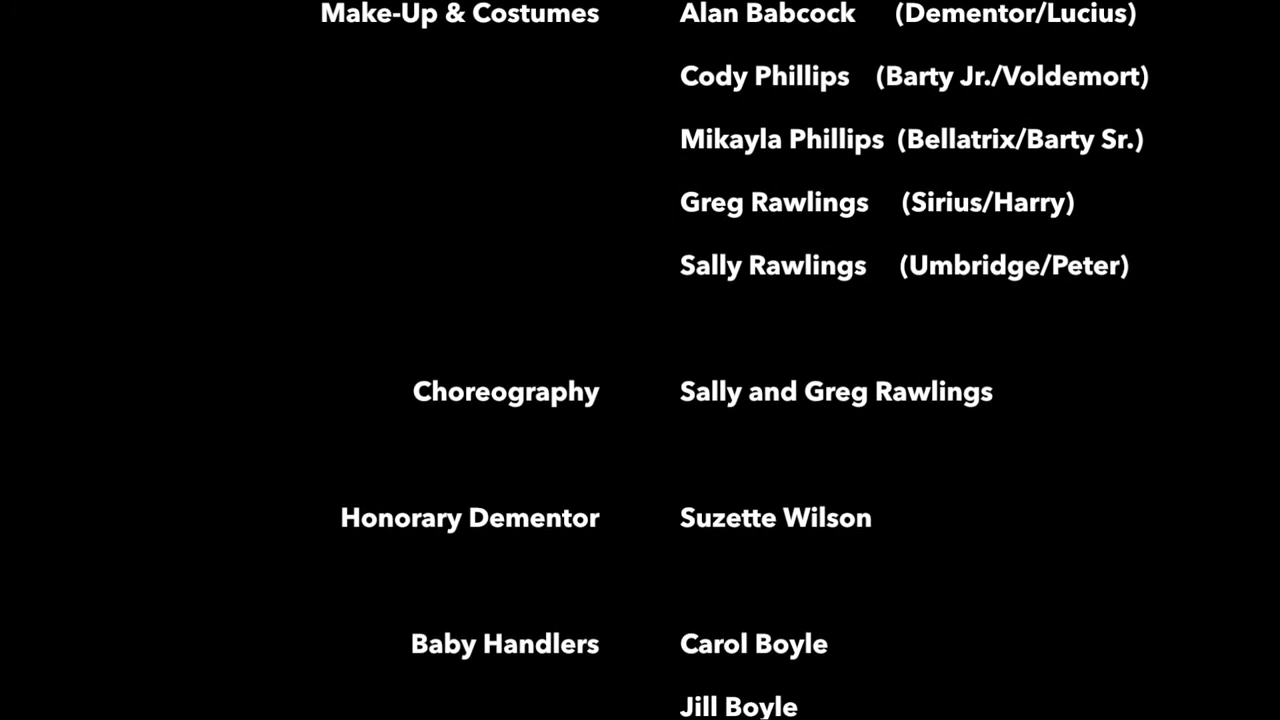 Make-Up & Costumes Alan Babcock (Dementor/Lucius)
Cody Phillips (Barty Jr./Voldemort)
Mikayla Phillips (Bellatrix/Barty Sr.)
Greg Rawlings (Sirius/Harry)
Sally Rawlings (Umbridge/Peter)
Choreography Sally and Greg Rawlings
Honorary Dementor Suzette Wilson
Baby Handlers Carol Boyle
Jill Boyle